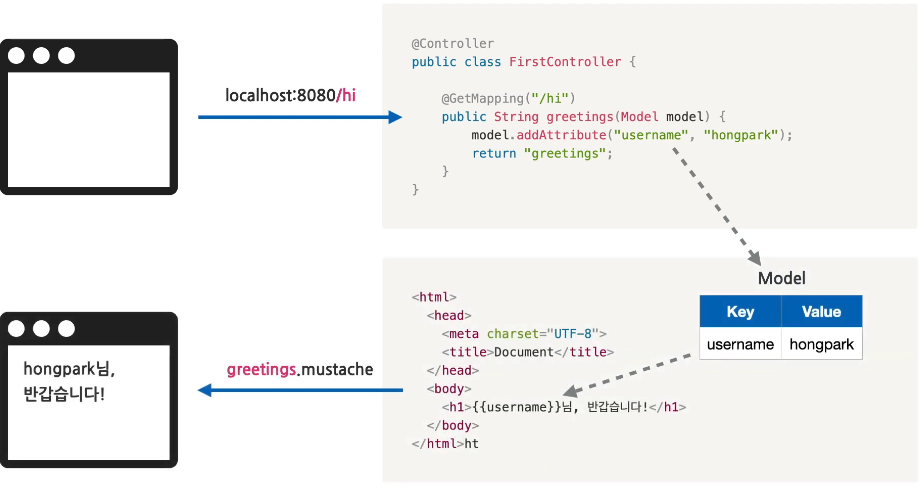 localhost:8080/hi
@Controller
public class FirstController {
@GetMapping("/hi")
public String greetings(Model model) {
model.addAttribute("username", "hongpark");
return "greetings";
}
}
Model
Key Value
username hongpark
<html>
<head>
<meta charset="UTF-8">
<title>Document</title>
</head>
<body>
<h1>{{username}}님, 반갑습니다!</h1>
</body>
</html>ht
greetings.mustache
hongpark님,
반갑습니다!